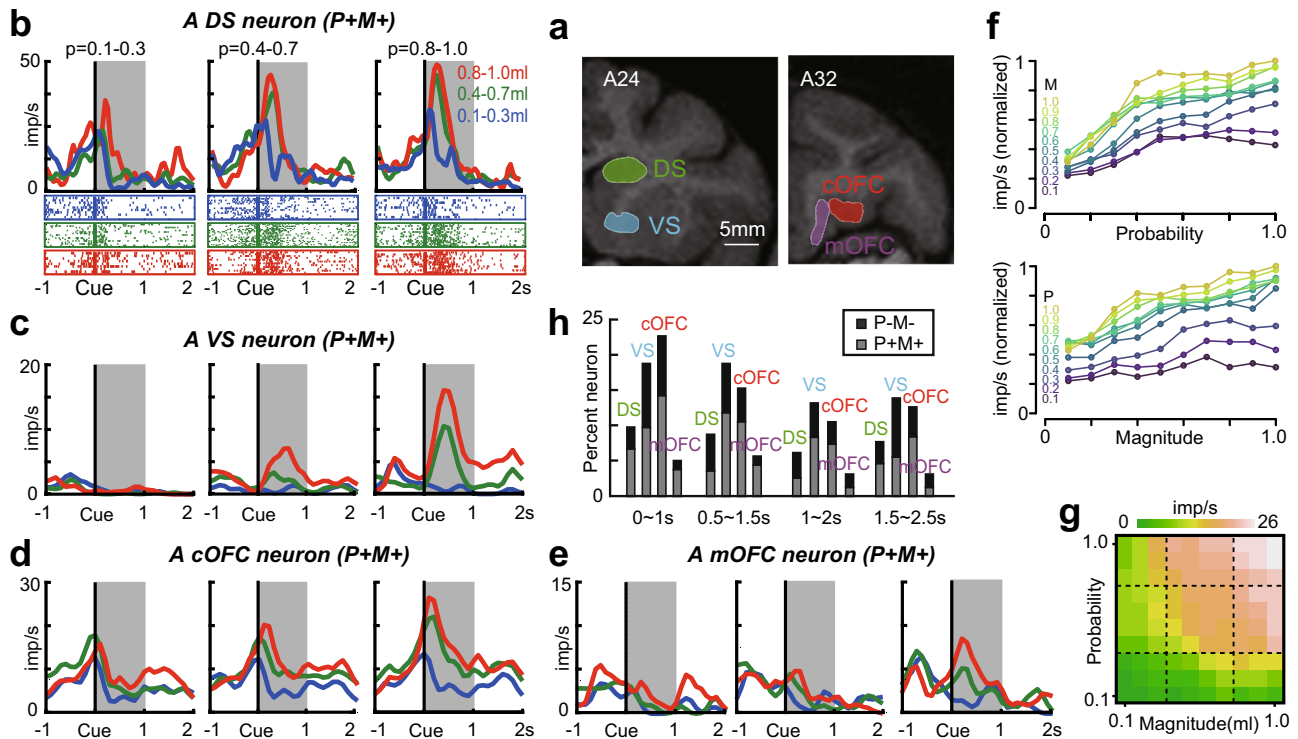 b
A DS neuron (P+M+)
p=0.1-0.3
p=0.4-0.7
p=0.8-1.0
50
imp/s
0
0.8-1.0ml
0.4-0.7ml
0.1-0.3ml
-1 Cue 1 2
-1 Cue 1 2
-1 Cue 1 2s
a
A24
DS
VS
5mm
A32
cOFC
mOFC
c
A VS neuron (P+M+)
20
imp/s
0
-1 Cue 1 2
-1 Cue 1 2
-1 Cue 1 2s
d
A cOFC neuron (P+M+)
30
imp/s
0
-1 Cue 1 2
-1 Cue 1 2
-1 Cue 1 2s
e
A mOFC neuron (P+M+)
15
imp/s
0
-1 Cue 1 2
-1 Cue 1 2
-1 Cue 1 2s
f
1
imp/s (normalized)
0
M
1.0
0.9
0.8
0.7
0.6
0.5
0.4
0.3
0.2
0.1
0 Probability 1.0
1
imp/s (normalized)
0
P
1.0
0.9
0.8
0.7
0.6
0.5
0.4
0.3
0.2
0.1
0 Magnitude 1.0
h
25
Percent neuron
0
P-M-
P+M+
DS VS cOFC mOFC
DS VS cOFC mOFC
DS VS cOFC mOFC
DS VS cOFC mOFC
0~1s 0.5~1.5s 1~2s 1.5~2.5s
g
imp/s
0 26
1.0
Probability
0.1
0.1 Magnitude(ml) 1.0